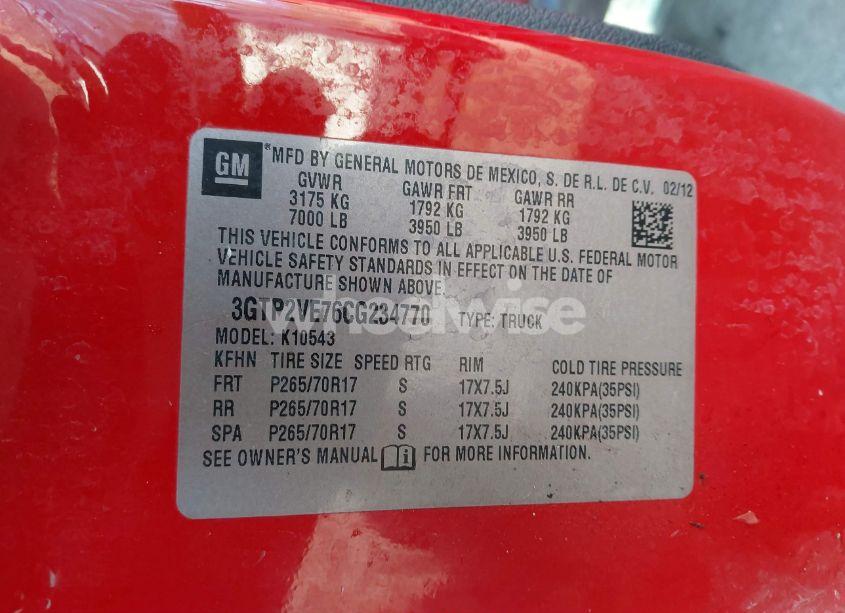 GM
®MFD BY GENERAL MOTORS DE MEXICO, S. DE R.L. DE C.V. 02/12
GVWR GAWR FRT GAWR RR
3175 KG 1792 KG 1792 KG
7000 LB 3950 LB 3950 LB
THIS VEHICLE CONFORMS TO ALL APPLICABLE U.S. FEDERAL MOTOR
VEHICLE SAFETY STANDARDS IN EFFECT ON THE DATE OF
MANUFACTURE SHOWN ABOVE.
3GTP2VE76CG234770 TYPE: TRUCK
wheelwise
MODEL: K10543
KFHN TIRE SIZE SPEED RTG RIM COLD TIRE PRESSURE
FRT P265/70R17 S 17X7.5J 240KPA(35PSI)
RR P265/70R17 S 17X7.5J 240KPA(35PSI)
SPA P265/70R17 S 17X7.5J 240KPA(35PSI)
SEE OWNER'S MANUAL FOR MORE INFORMATION.